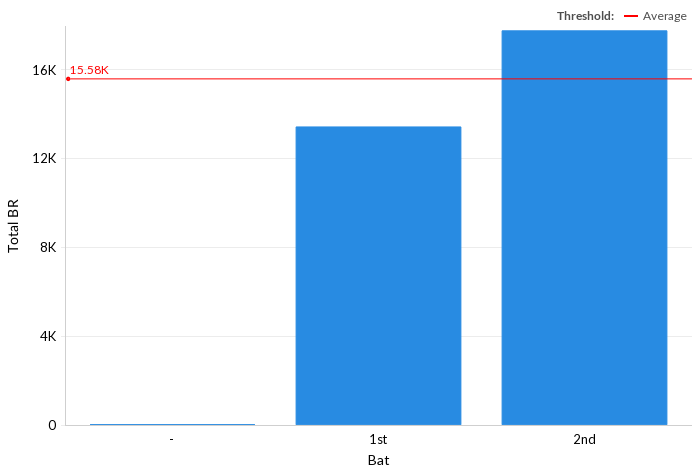 Threshold: Average
16K
15.58K
12K
8K
4K
0
Total BR
- 1st 2nd
Bat